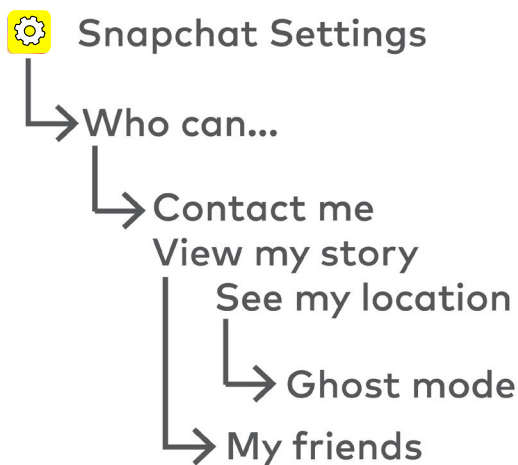 Snapchat Settings
Who can...
Contact me
View my story
See my location
Ghost mode
My friends